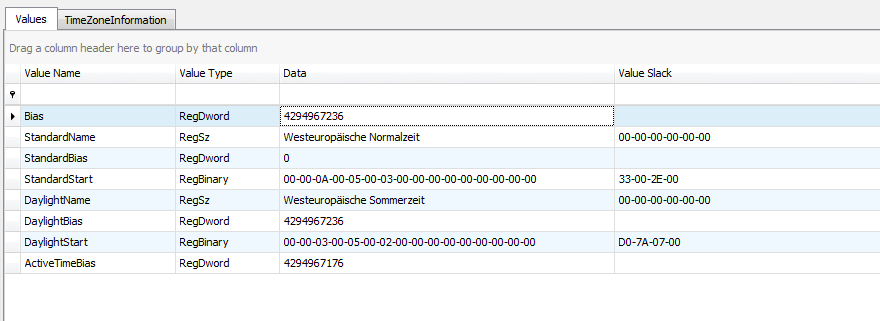 Values TimeZoneInformation
Drag a column header here to group by that column
Value Name Value Type Data Value Slack
Bias RegDword 4294967236
StandardName RegSz Westeuropäische Normalzeit 00-00-00-00-00-00
StandardBias RegDword 0
StandardStart RegBinary 00-00-0A-00-05-00-03-00-00-00-00-00-00-00-00-00 33-00-2E-00
DaylightName RegSz Westeuropäische Sommerzeit 00-00-00-00-00-00
DaylightBias RegDword 4294967236
DaylightStart RegBinary 00-00-03-00-05-00-02-00-00-00-00-00-00-00-00-00 D0-7A-07-00
ActiveTimeBias RegDword 4294967176